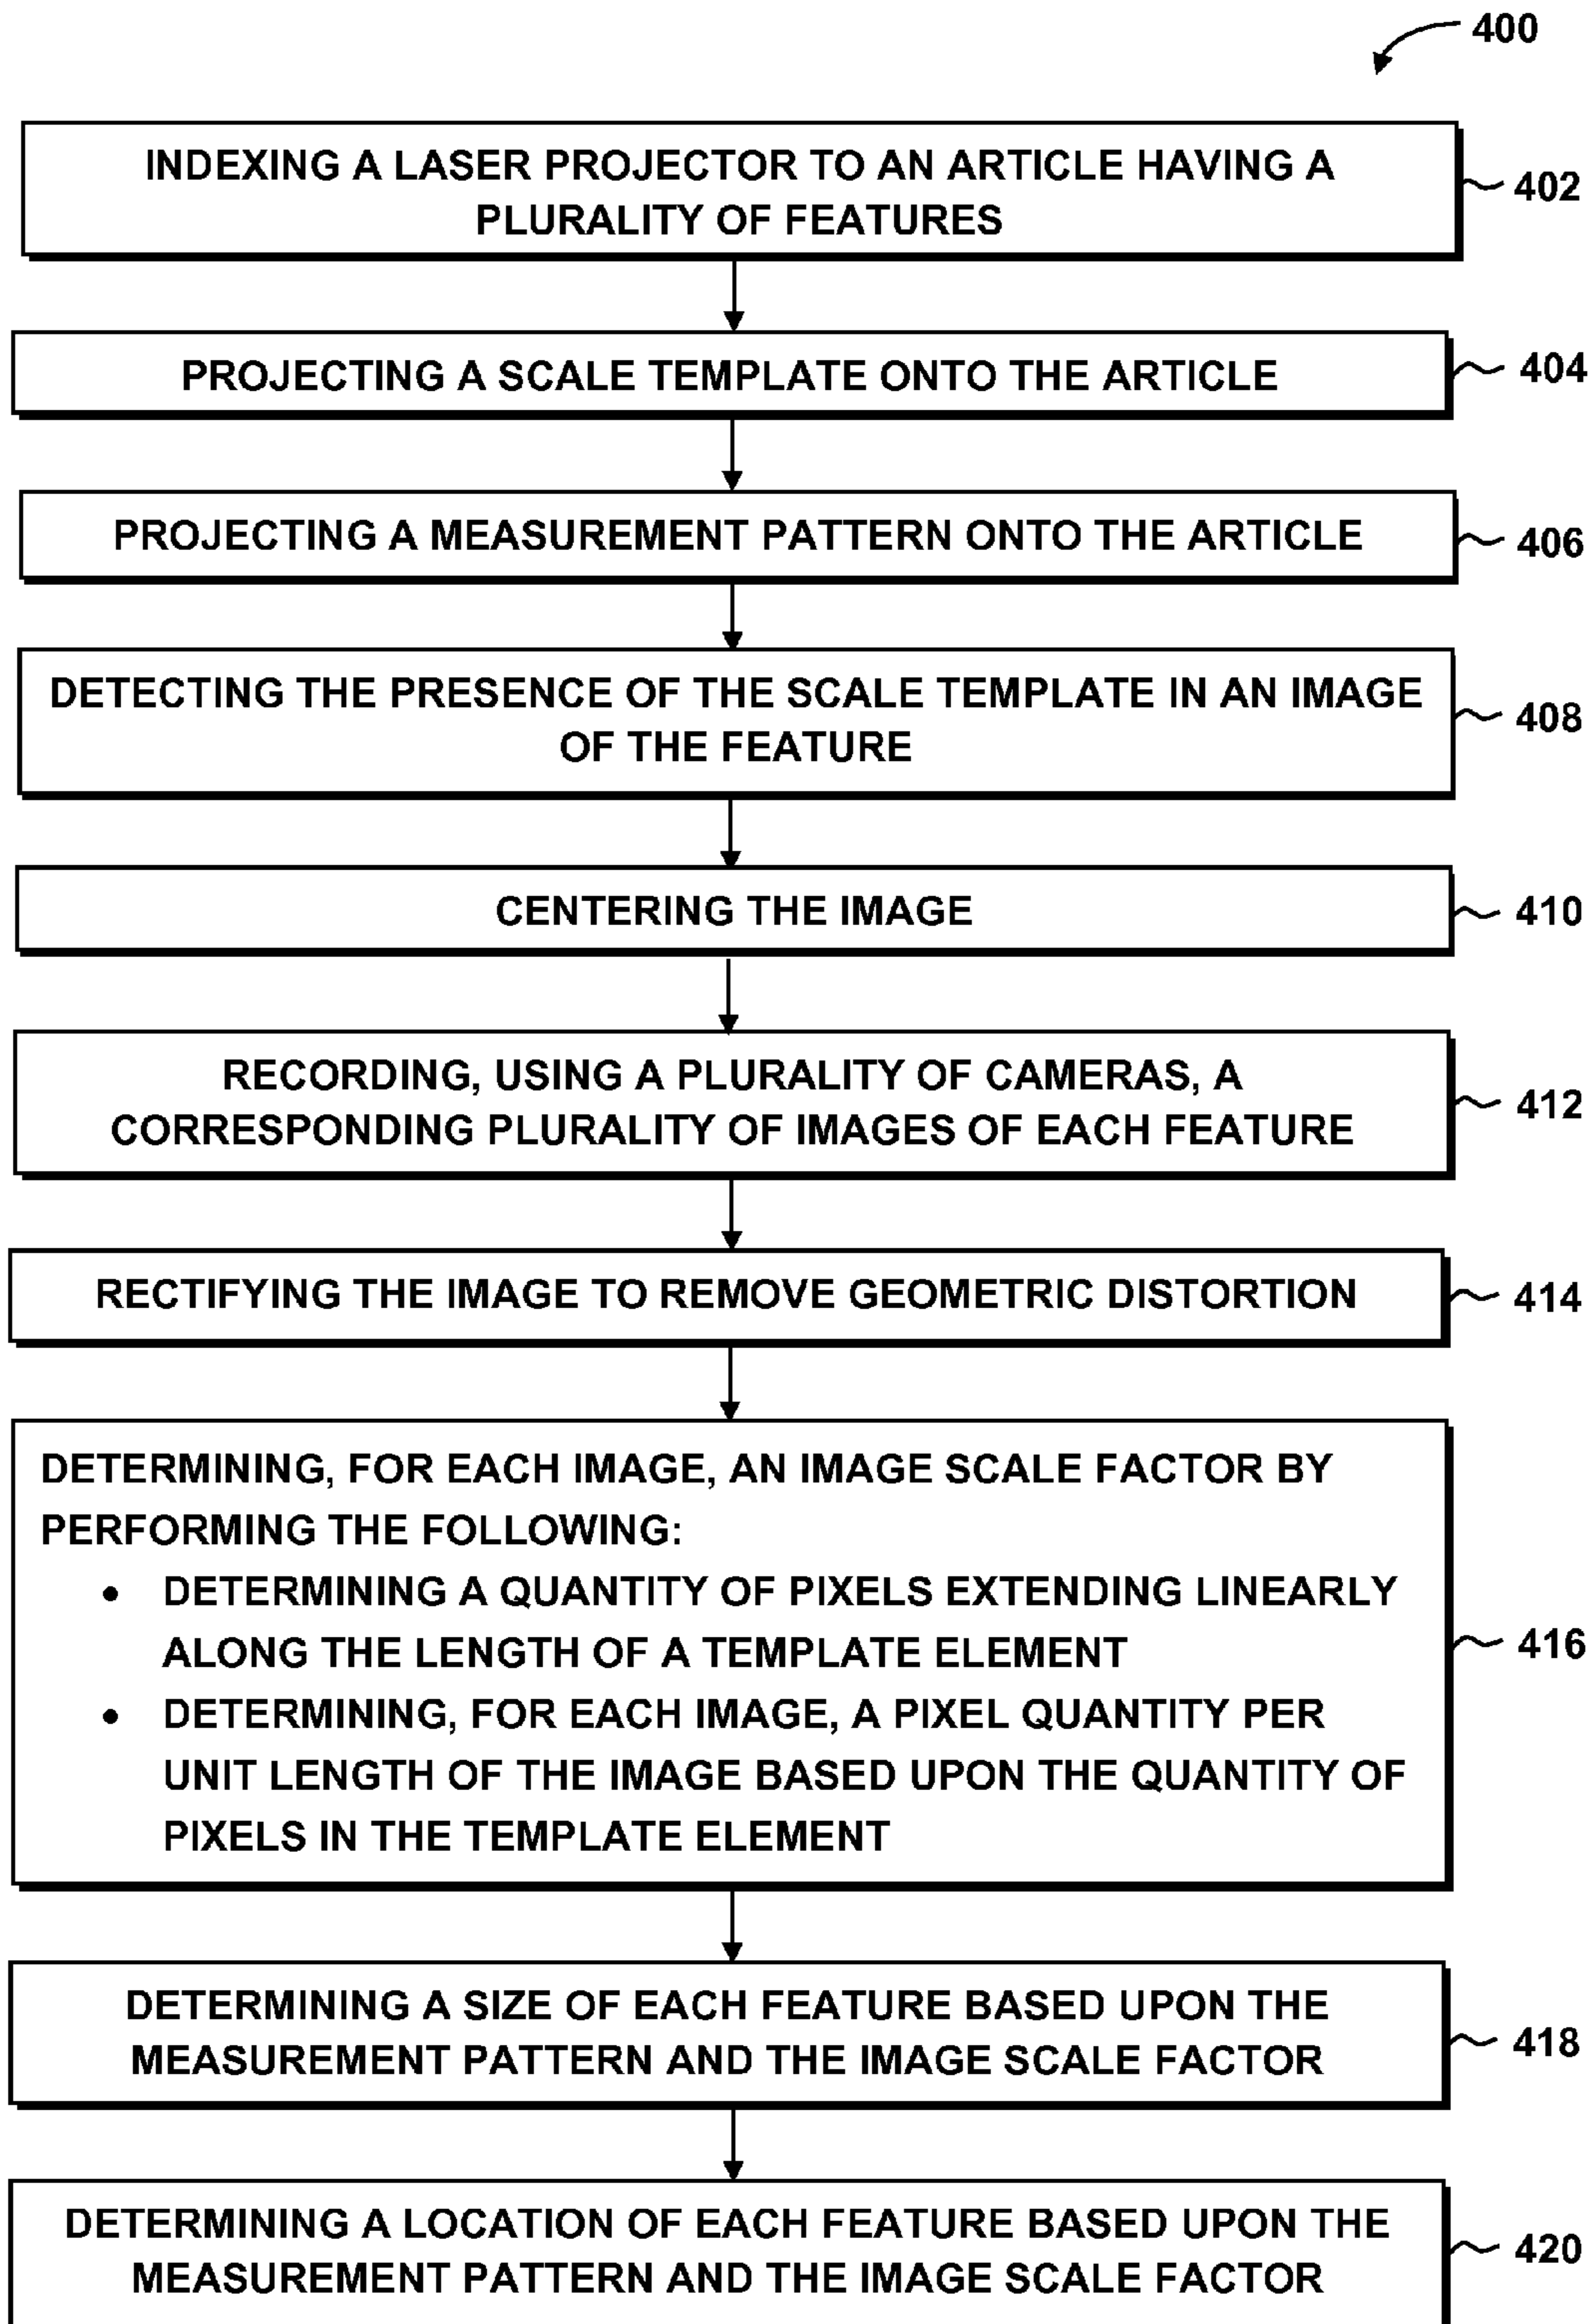 400
INDEXING A LASER PROJECTOR TO AN ARTICLE HAVING A
PLURALITY OF FEATURES
402
PROJECTING A SCALE TEMPLATE ONTO THE ARTICLE
404
PROJECTING A MEASUREMENT PATTERN ONTO THE ARTICLE
406
DETECTING THE PRESENCE OF THE SCALE TEMPLATE IN AN IMAGE
OF THE FEATURE
408
CENTERING THE IMAGE
410
RECORDING, USING A PLURALITY OF CAMERAS, A
CORRESPONDING PLURALITY OF IMAGES OF EACH FEATURE
412
RECTIFYING THE IMAGE TO REMOVE GEOMETRIC DISTORTION
414
DETERMINING, FOR EACH IMAGE, AN IMAGE SCALE FACTOR BY
PERFORMING THE FOLLOWING:
• DETERMINING A QUANTITY OF PIXELS EXTENDING LINEARLY
ALONG THE LENGTH OF A TEMPLATE ELEMENT
• DETERMINING, FOR EACH IMAGE, A PIXEL QUANTITY PER
UNIT LENGTH OF THE IMAGE BASED UPON THE QUANTITY OF
PIXELS IN THE TEMPLATE ELEMENT
416
DETERMINING A SIZE OF EACH FEATURE BASED UPON THE
MEASUREMENT PATTERN AND THE IMAGE SCALE FACTOR
418
DETERMINING A LOCATION OF EACH FEATURE BASED UPON THE
MEASUREMENT PATTERN AND THE IMAGE SCALE FACTOR
420